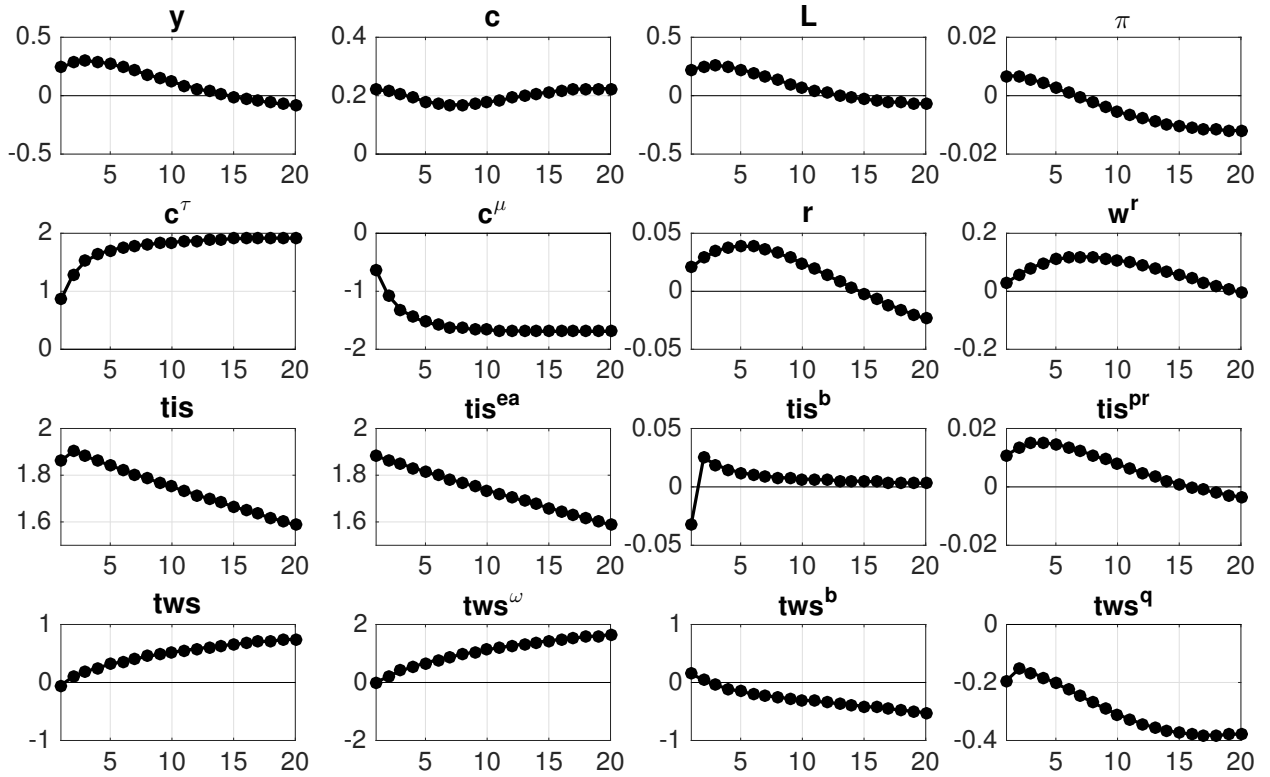 y c L π
0.5 0.4 0.5 0.02
0 0.2 0 0
-0.5 0 -0.5 -0.02
5 10 15 20 5 10 15 20 5 10 15 20 5 10 15 20
c^τ c^μ r w^r
2 0 0.05 0.2
1 -1 0 0
0 -2 -0.05 -0.2
5 10 15 20 5 10 15 20 5 10 15 20 5 10 15 20
tis tis^ea tis^b tis^pr
2 2 0.05 0.02
1.8 1.8 0 0
1.6 1.6 -0.05 -0.02
5 10 15 20 5 10 15 20 5 10 15 20 5 10 15 20
tws tws^ω tws^b tws^q
1 2 1 0
0 0 0 -0.2
-1 -2 -1 -0.4
5 10 15 20 5 10 15 20 5 10 15 20 5 10 15 20